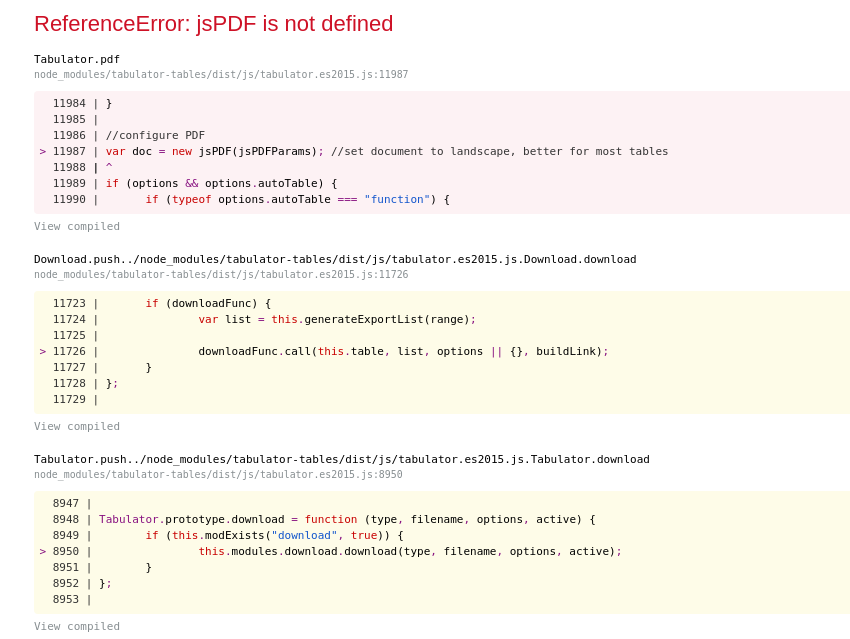 ReferenceError: jsPDF is not defined
Tabulator.pdf
node_modules/tabulator-tables/dist/js/tabulator.es2015.js:11987
  11984 | }
  11985 |
  11986 | //configure PDF
> 11987 | var doc = new jsPDF(jsPDFParams); //set document to landscape, better for most tables
  11988 | ^
  11989 | if (options && options.autoTable) {
  11990 |       if (typeof options.autoTable === "function") {
View compiled
Download.push../node_modules/tabulator-tables/dist/js/tabulator.es2015.js.Download.download
node_modules/tabulator-tables/dist/js/tabulator.es2015.js:11726
  11723 |       if (downloadFunc) {
  11724 |               var list = this.generateExportList(range);
  11725 |
> 11726 |               downloadFunc.call(this.table, list, options || {}, buildLink);
  11727 |       }
  11728 | };
  11729 |
View compiled
Tabulator.push../node_modules/tabulator-tables/dist/js/tabulator.es2015.js.Tabulator.download
node_modules/tabulator-tables/dist/js/tabulator.es2015.js:8950
  8947 |
  8948 | Tabulator.prototype.download = function (type, filename, options, active) {
  8949 |       if (this.modExists("download", true)) {
> 8950 |               this.modules.download.download(type, filename, options, active);
  8951 |       }
  8952 | };
  8953 |
View compiled